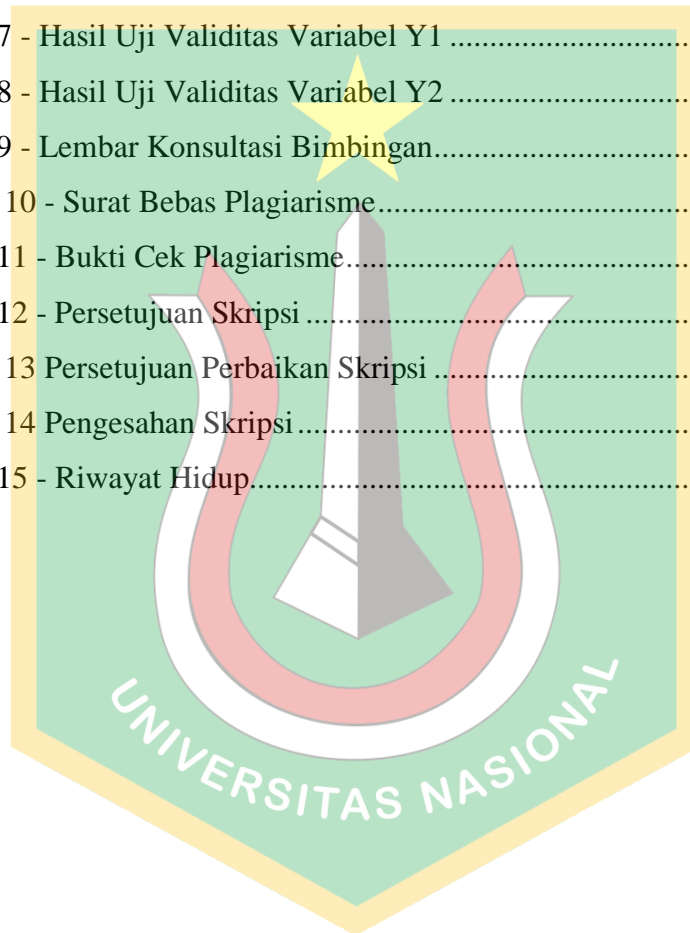 7 - Hasil Uji Validitas Variabel Y1 ..............................
8 - Hasil Uji Validitas Variabel Y2 ..............................
9 - Lembar Konsultasi Bimbingan................................
10 - Surat Bebas Plagiarisme.......................................
11 - Bukti Cek Plagiarisme...........................................
12 - Persetujuan Skripsi ................................................
13 Persetujuan Perbaikan Skripsi ................................
14 Pengesahan Skripsi.................................................
15 - Riwayat Hidup.......................................................
UNIVERSITAS NASIONAL